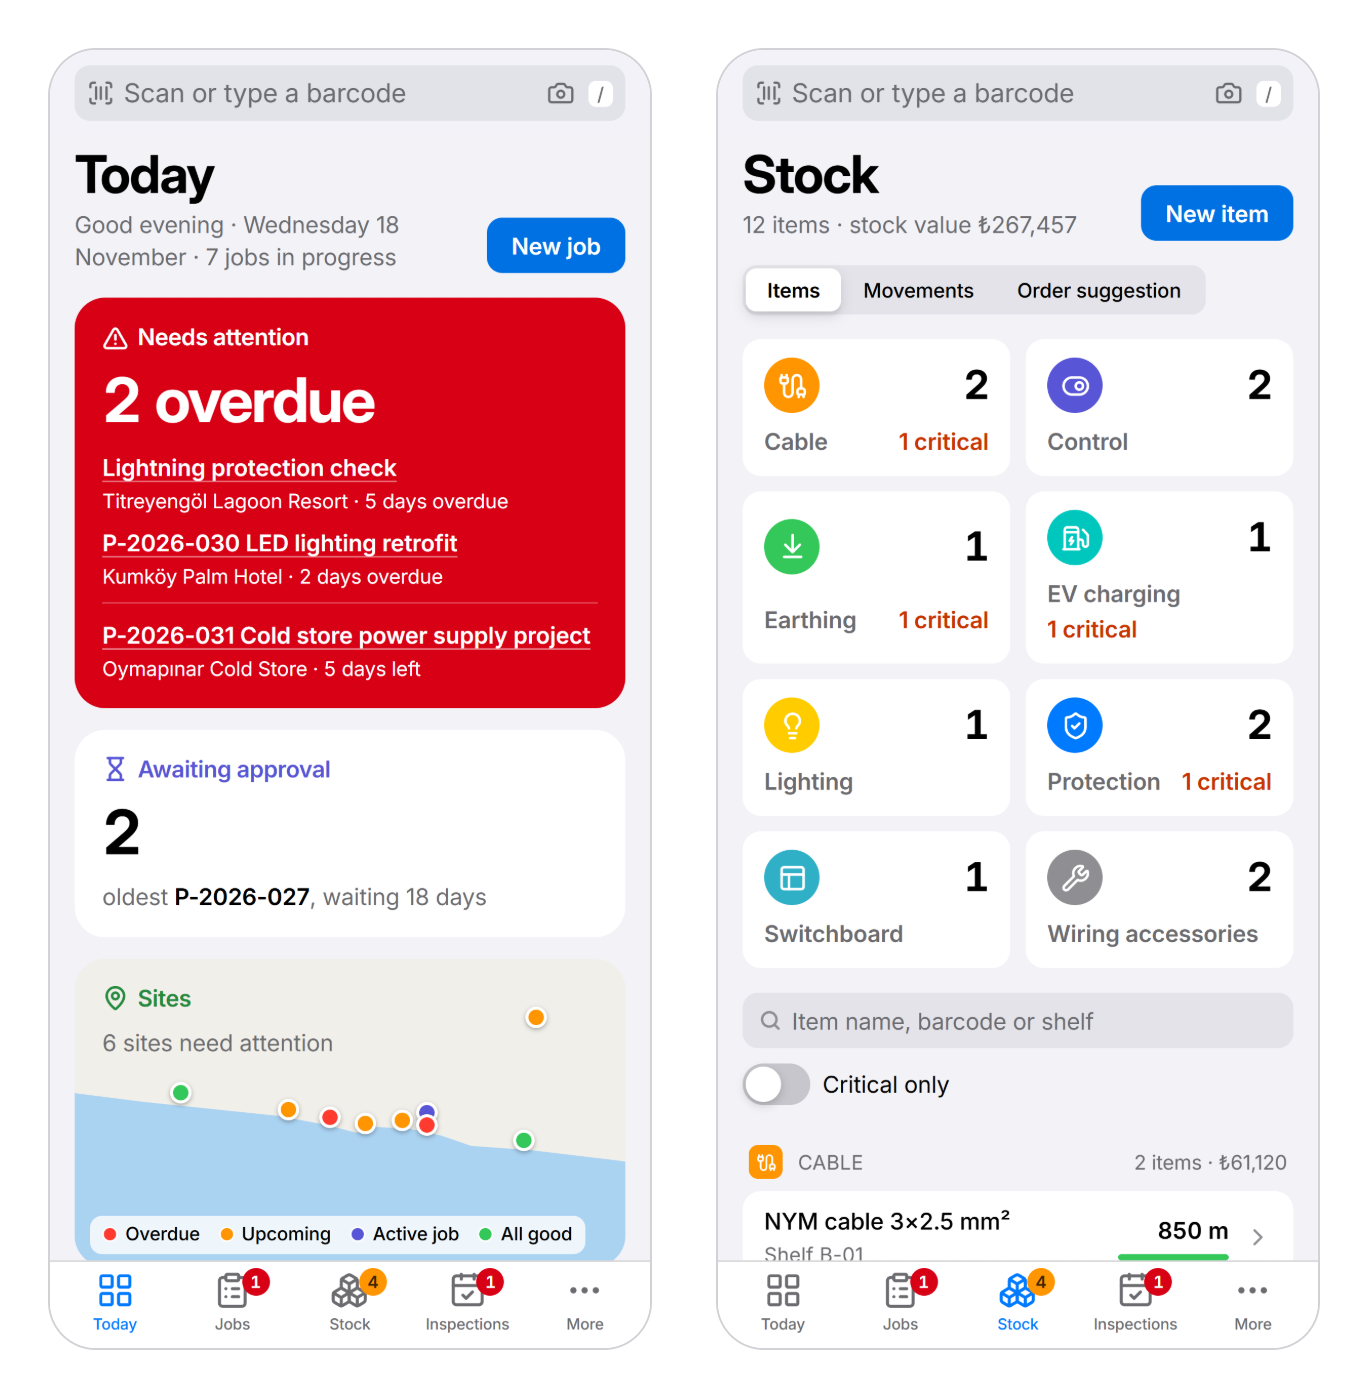 Scan or type a barcode /
Today
Good evening · Wednesday 18
November · 7 jobs in progress
New job
Needs attention
2 overdue
Lightning protection check
Titreyengöl Lagoon Resort · 5 days overdue
P-2026-030 LED lighting retrofit
Kumköy Palm Hotel · 2 days overdue
P-2026-031 Cold store power supply project
Oymapınar Cold Store · 5 days left
Awaiting approval
2
oldest P-2026-027, waiting 18 days
Sites
6 sites need attention
Overdue Upcoming Active job All good
1 4 1
Today Jobs Stock Inspections More
Scan or type a barcode /
Stock
12 items · stock value ₺267,457
New item
Items Movements Order suggestion
2
Cable 1 critical
2
Control
1
Earthing 1 critical
1
EV charging
1 critical
1
Lighting
2
Protection 1 critical
1
Switchboard
2
Wiring accessories
Item name, barcode or shelf
Critical only
CABLE 2 items · ₺61,120
NYM cable 3×2.5 mm²
850 m
Shelf B-01
1 4 1
Today Jobs Stock Inspections More